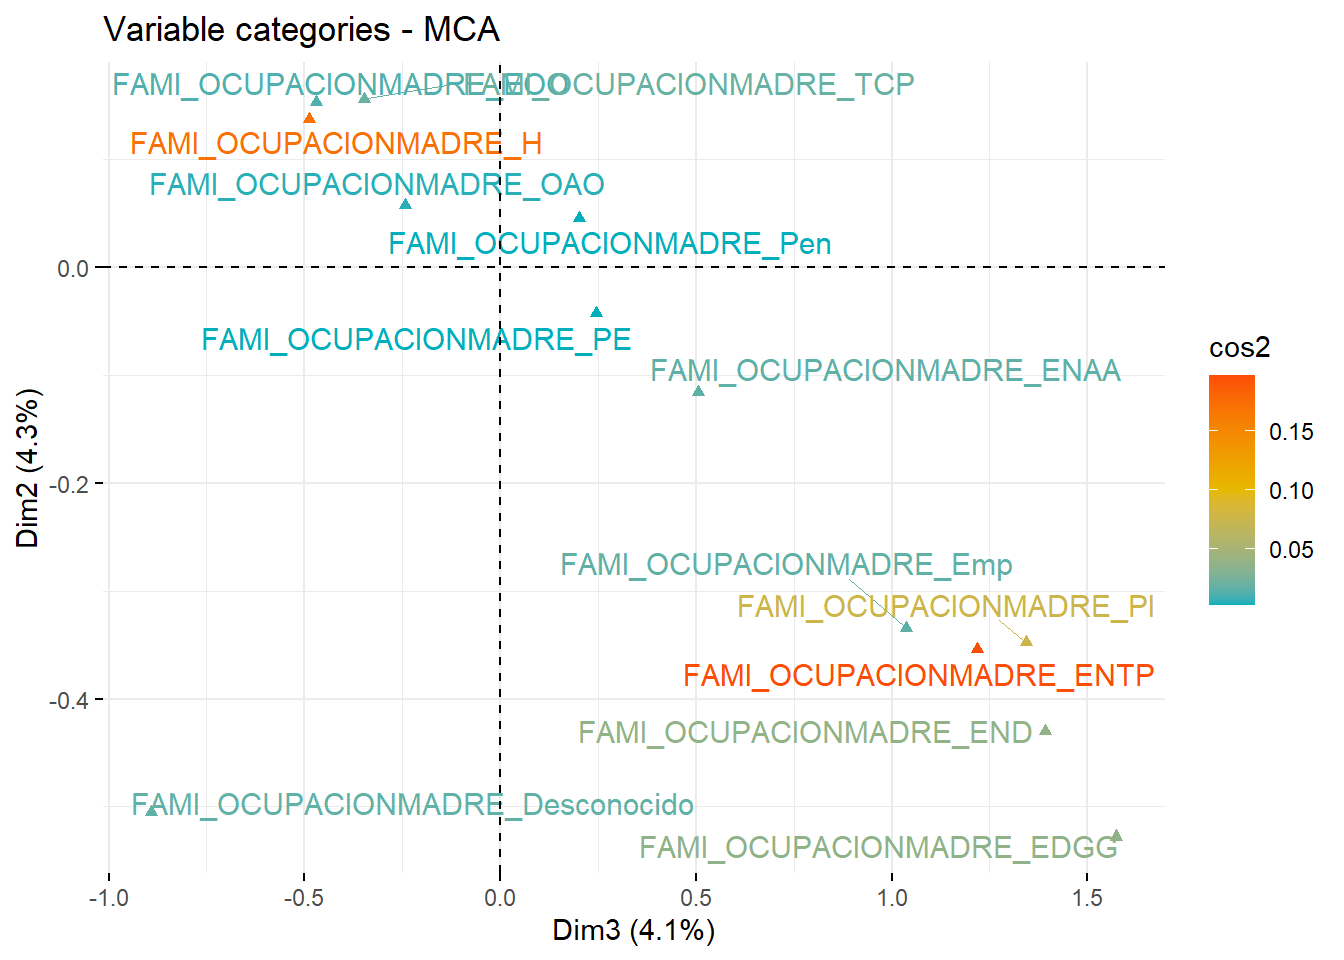 Variable categories - MCA
FAMI_OCUPACIONMADRE_TCP
FAMI_OCUPACIONMADRE_H
FAMI_OCUPACIONMADRE_OAO
FAMI_OCUPACIONMADRE_Pen
0.0
FAMI_OCUPACIONMADRE_PE
FAMI_OCUPACIONMADRE_ENAA
cos2
0.15
0.10
0.05
Dim2 (4.3%)
-0.2
FAMI_OCUPACIONMADRE_Emp
FAMI_OCUPACIONMADRE_PI
FAMI_OCUPACIONMADRE_ENTP
-0.4
FAMI_OCUPACIONMADRE_END
FAMI_OCUPACIONMADRE_Desconocido
FAMI_OCUPACIONMADRE_EDGG
-1.0 -0.5 0.0 0.5 1.0 1.5
Dim3 (4.1%)